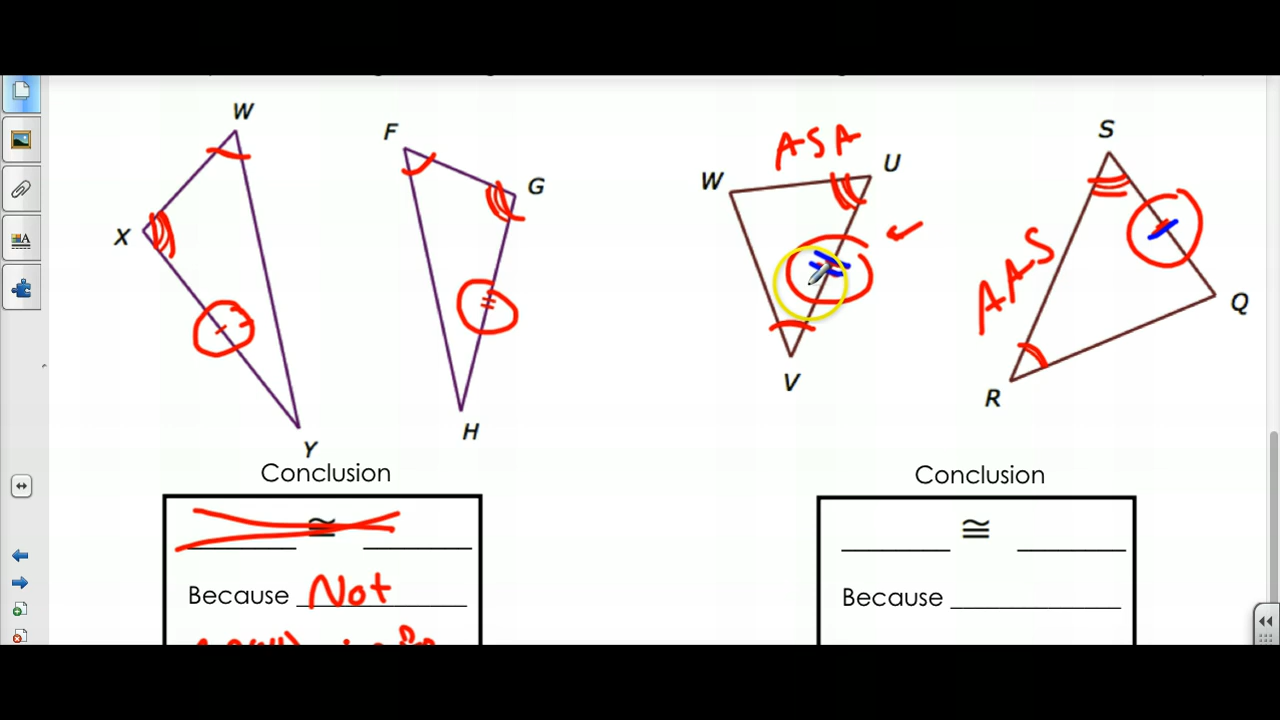 W
X
Y
F
G
H
ASA
W
U
V
AAS
S
Q
R
Conclusion
≅
Because Not
Conclusion
≅
Because